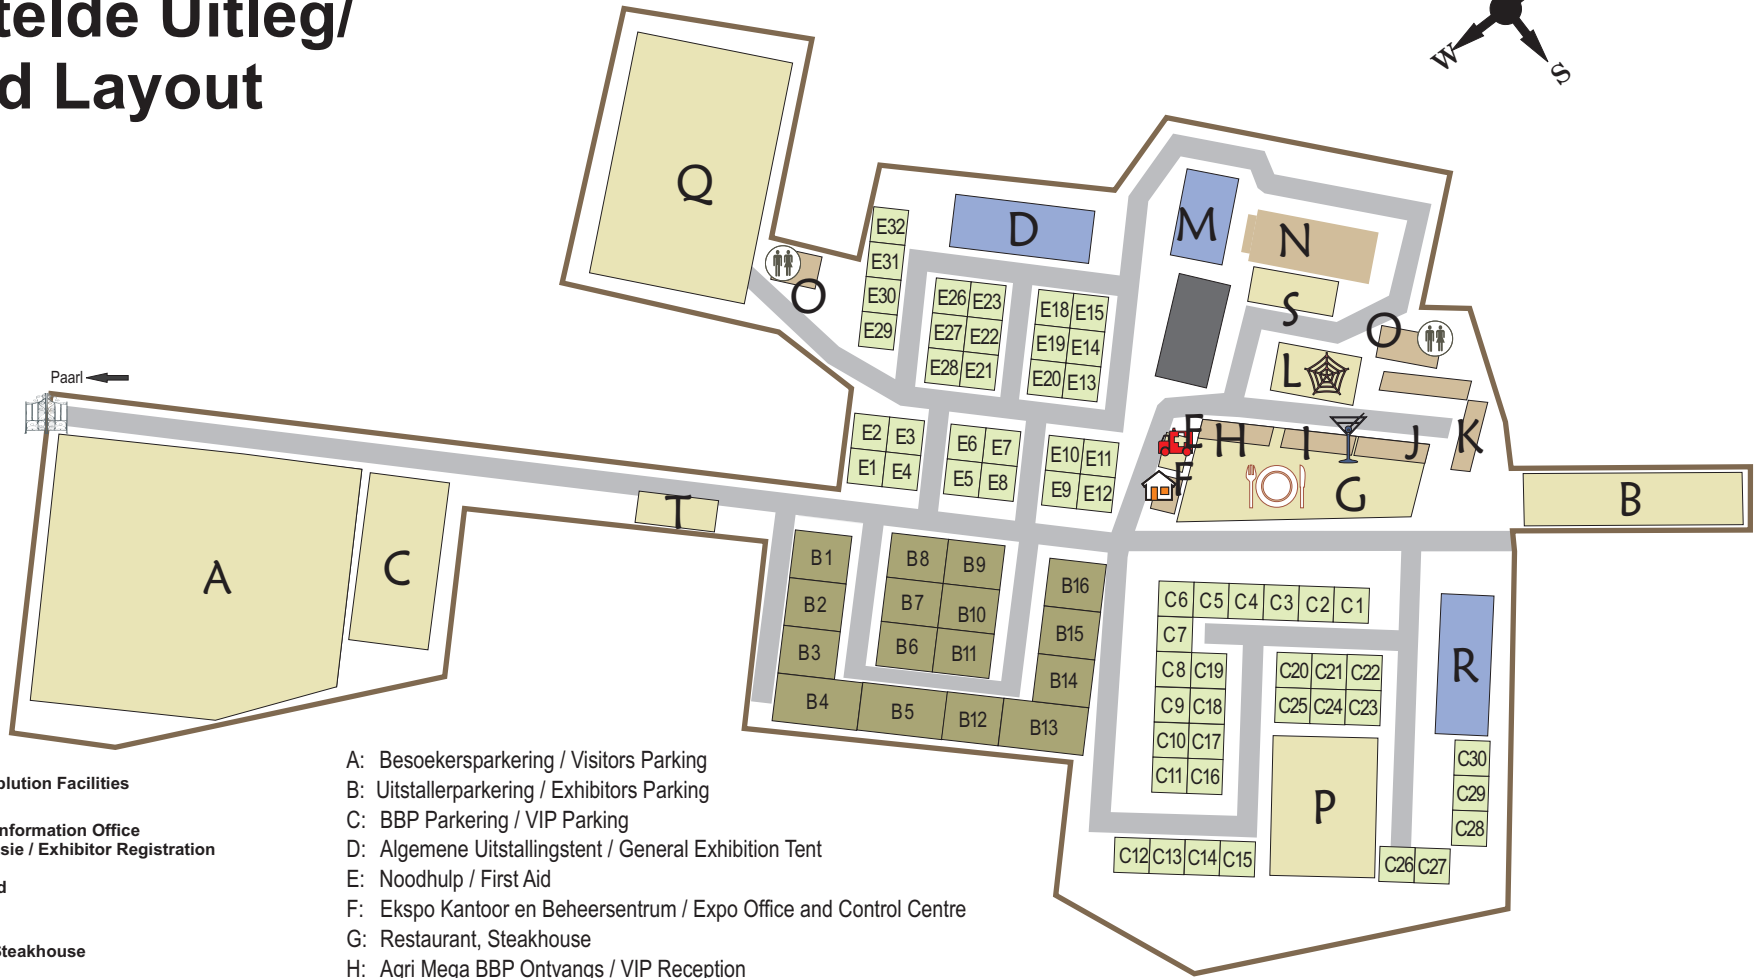 telde Uitleg/
d Layout
W
S
Q
D
M
N
S
O
L
O
E32
E31
E30
E29
E26 E23
E27 E22
E28 E21
E18 E15
E19 E14
E20 E13
Paarl
E2 E3
E1 E4
E6 E7
E5 E8
E10 E11
E9 E12
E H I J K
F
G
B
A
C
T
B1
B2
B3
B4
B5
B8 B9
B7 B10
B6 B11
B12
B13
B16
B15
B14
C6 C5 C4 C3 C2 C1
C7
C8 C19
C9 C18
C10 C17
C11 C16
C20 C21 C22
C25 C24 C23
R
P
C30
C29
C28
C12 C13 C14 C15
C26 C27
lution Facilities
nformation Office
sie / Exhibitor Registration
d
Steakhouse
A: Besoekersparkering / Visitors Parking
B: Uitstallerparkering / Exhibitors Parking
C: BBP Parkering / VIP Parking
D: Algemene Uitstallingstent / General Exhibition Tent
E: Noodhulp / First Aid
F: Ekspo Kantoor en Beheersentrum / Expo Office and Control Centre
G: Restaurant, Steakhouse
H: Agri Mega BBP Ontvangs / VIP Reception